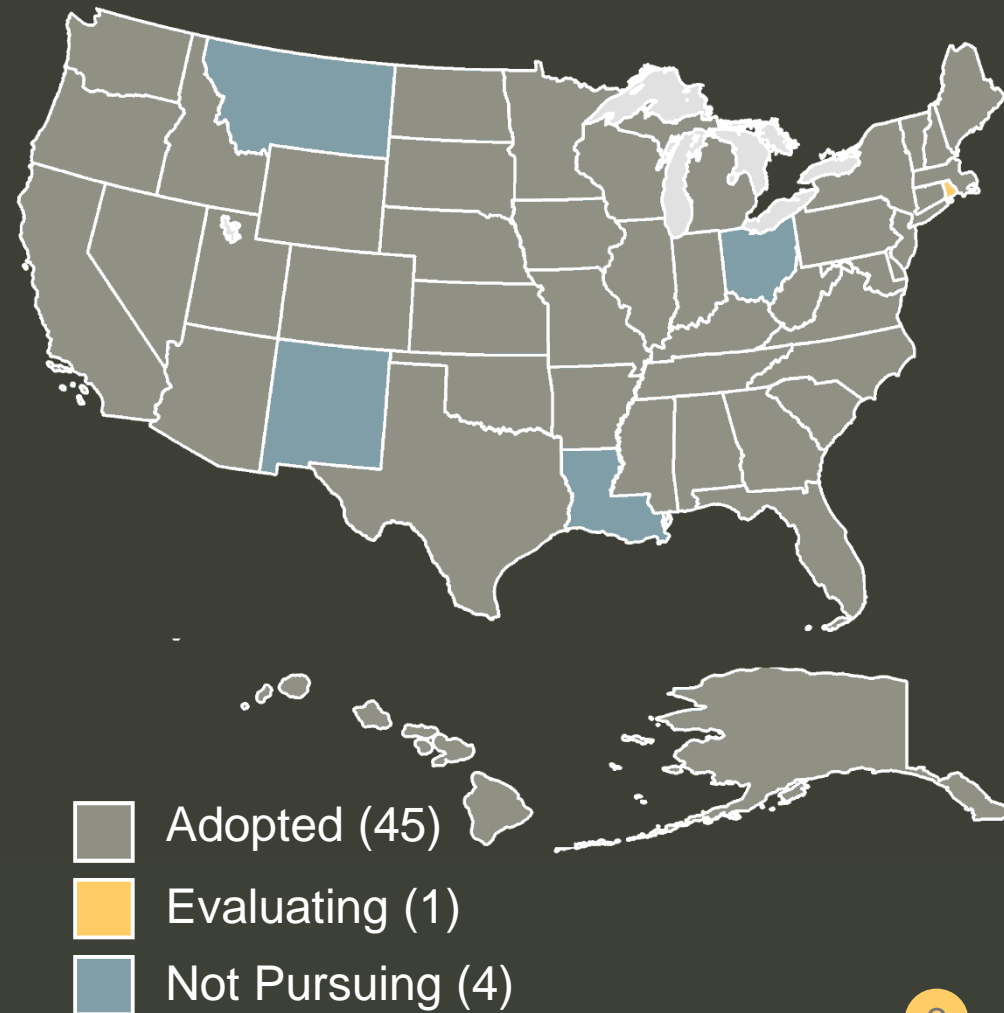 Adopted (45)
Evaluating (1)
Not Pursuing (4)